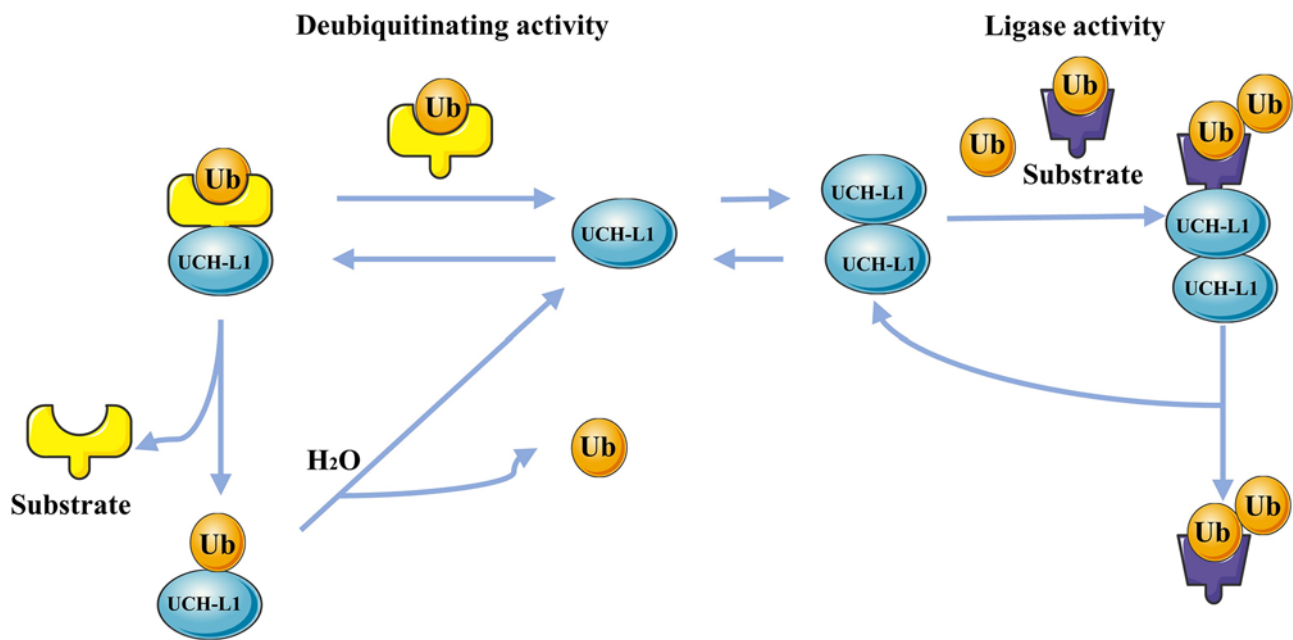 Deubiquitinating activity
Ligase activity
Ub
Ub
Ub
Ub
Ub
Ub
Substrate
Ub
UCH-L1
UCH-L1
UCH-L1
UCH-L1
UCH-L1
UCH-L1
Substrate
H₂O
Ub
Ub
UCH-L1
Ub
Ub